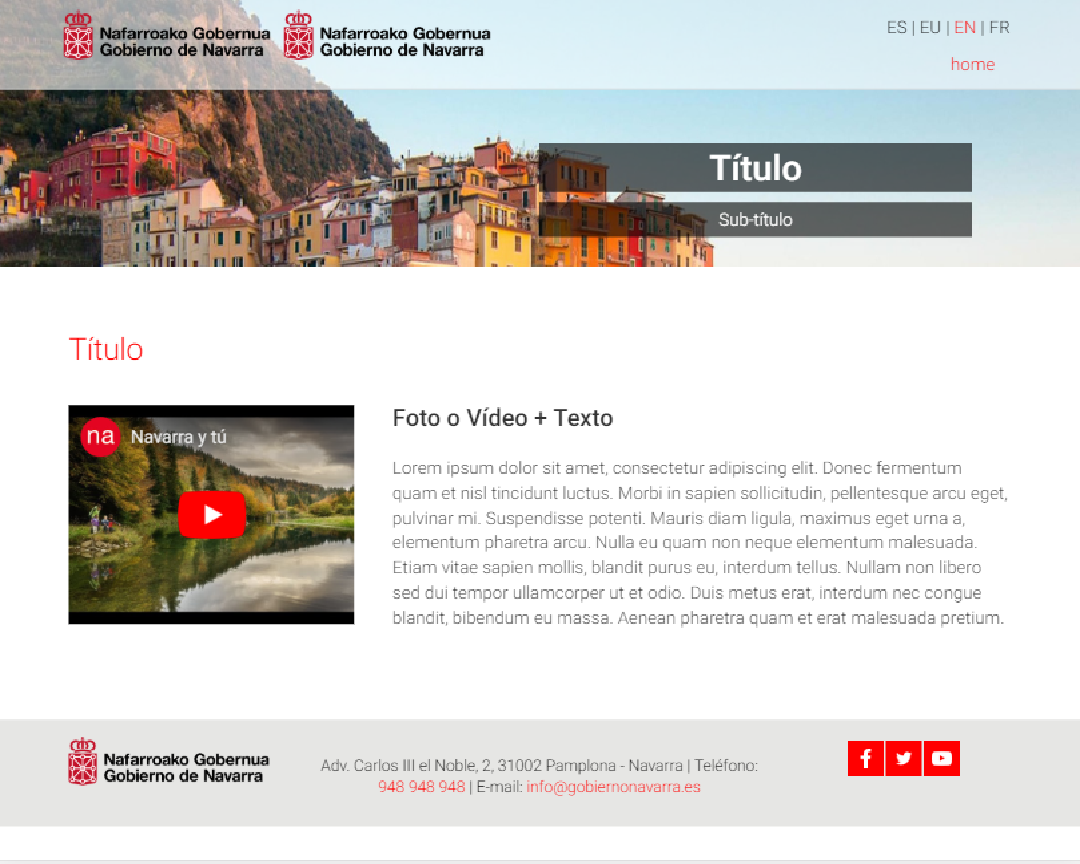 Nafarroako Gobernua
Gobierno de Navarra
Nafarroako Gobernua
Gobierno de Navarra
ES | EU | EN | FR
home
Título
Sub-título
Título
na Navarra y tú
Foto o Vídeo + Texto
Lorem ipsum dolor sit amet, consectetur adipiscing elit. Donec fermentum
quam et nisl tincidunt luctus. Morbi in sapien sollicitudin, pellentesque arcu eget,
pulvinar mi. Suspendisse potenti. Mauris diam ligula, maximus eget urna a,
elementum pharetra arcu. Nulla eu quam non neque elementum malesuada.
Etiam vitae sapien mollis, blandit purus eu, interdum tellus. Nullam non libero
sed dui tempor ullamcorper ut et odio. Duis metus erat, interdum nec congue
blandit, bibendum eu massa. Aenean pharetra quam et erat malesuada pretium.
Nafarroako Gobernua
Gobierno de Navarra
Adv. Carlos III el Noble, 2, 31002 Pamplona - Navarra | Teléfono:
948 948 948 | E-mail: info@gobiernonavarra.es